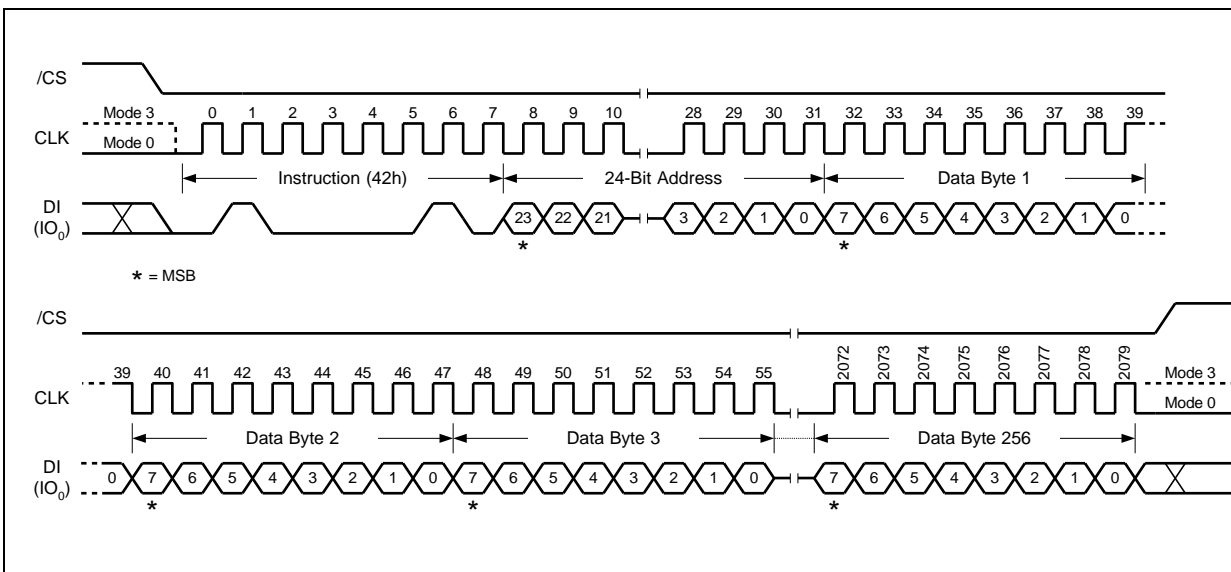 /CS
Mode 3
0 1 2 3 4 5 6 7 8 9 10 28 29 30 31 32 33 34 35 36 37 38 39
CLK
Mode 0
Instruction (42h) 24-Bit Address Data Byte 1
DI
(IO0)
23 22 21 3 2 1 0 7 6 5 4 3 2 1 0
* *
* = MSB
/CS
39 40 41 42 43 44 45 46 47 48 49 50 51 52 53 54 55 2072 2073 2074 2075 2076 2077 2078 2079
Mode 3
CLK
Mode 0
Data Byte 2 Data Byte 3 Data Byte 256
DI
(IO0)
0 7 6 5 4 3 2 1 0 7 6 5 4 3 2 1 0 7 6 5 4 3 2 1 0
* * *